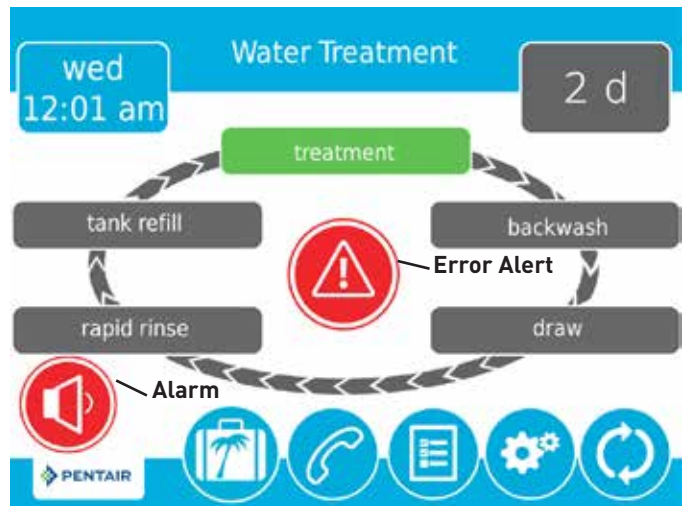 wed
12:01 am
Water Treatment
2 d
treatment
tank refill
backwash
Error Alert
rapid rinse
draw
Alarm
PENTAIR